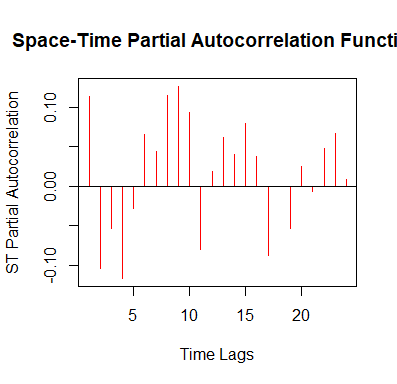 Space-Time Partial Autocorrelation Functi
ST Partial Autocorrelation
0.10
0.00
-0.10
5 10 15 20
Time Lags